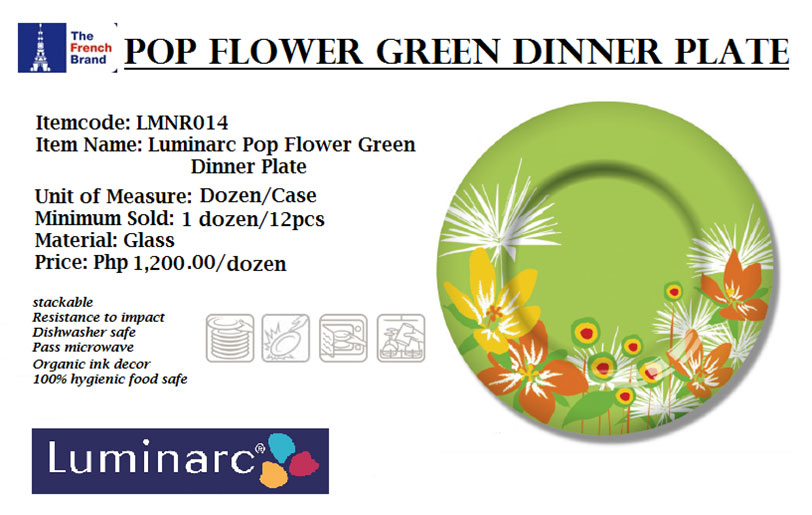 The
French
Brand
POP FLOWER GREEN DINNER PLATE
Itemcode: LMNR014
Item Name: Luminarc Pop Flower Green
Dinner Plate
Unit of Measure: Dozen/Case
Minimum Sold: 1 dozen/12pcs
Material: Glass
Price: Php 1,200.00/dozen
stackable
Resistance to impact
Dishwasher safe
Pass microwave
Organic ink decor
100% hygienic food safe
Luminarc®